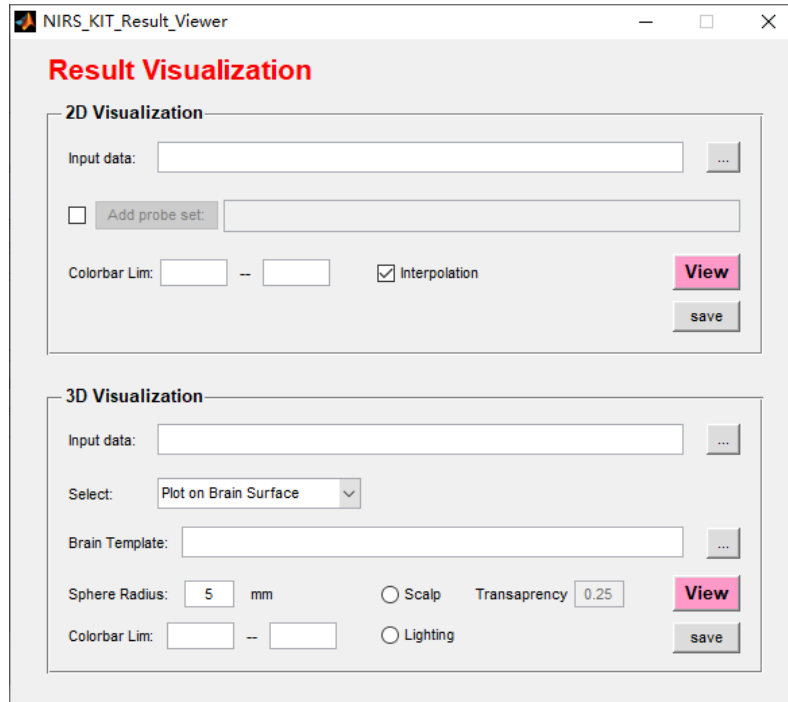 NIRS_KIT_Result_Viewer
Result Visualization
2D Visualization
Input data: ...
Add probe set:
Colorbar Lim: -- Interpolation View
save
3D Visualization
Input data: ...
Select: Plot on Brain Surface
Brain Template: ...
Sphere Radius: 5 mm Scalp Transaprency 0.25 View
Colorbar Lim: -- Lighting save